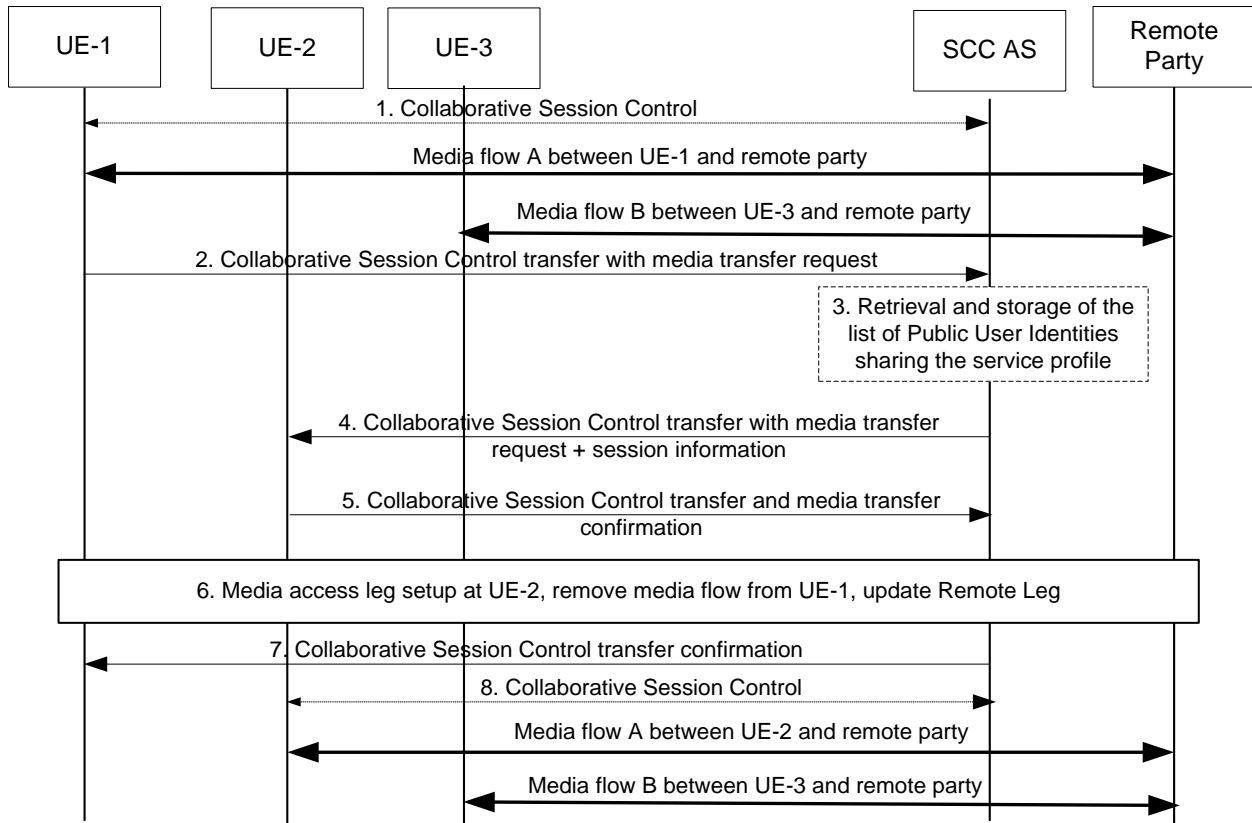 UE-1
UE-2
UE-3
SCC AS
Remote
Party
1. Collaborative Session Control
Media flow A between UE-1 and remote party
Media flow B between UE-3 and remote party
2. Collaborative Session Control transfer with media transfer request
3. Retrieval and storage of the
list of Public User Identities
sharing the service profile
4. Collaborative Session Control transfer with media transfer
request + session information
5. Collaborative Session Control transfer and media transfer
confirmation
6. Media access leg setup at UE-2, remove media flow from UE-1, update Remote Leg
7. Collaborative Session Control transfer confirmation
8. Collaborative Session Control
Media flow A between UE-2 and remote party
Media flow B between UE-3 and remote party